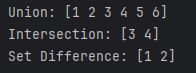 Union: [1 2 3 4 5 6]
Intersection: [3 4]
Set Difference: [1 2]